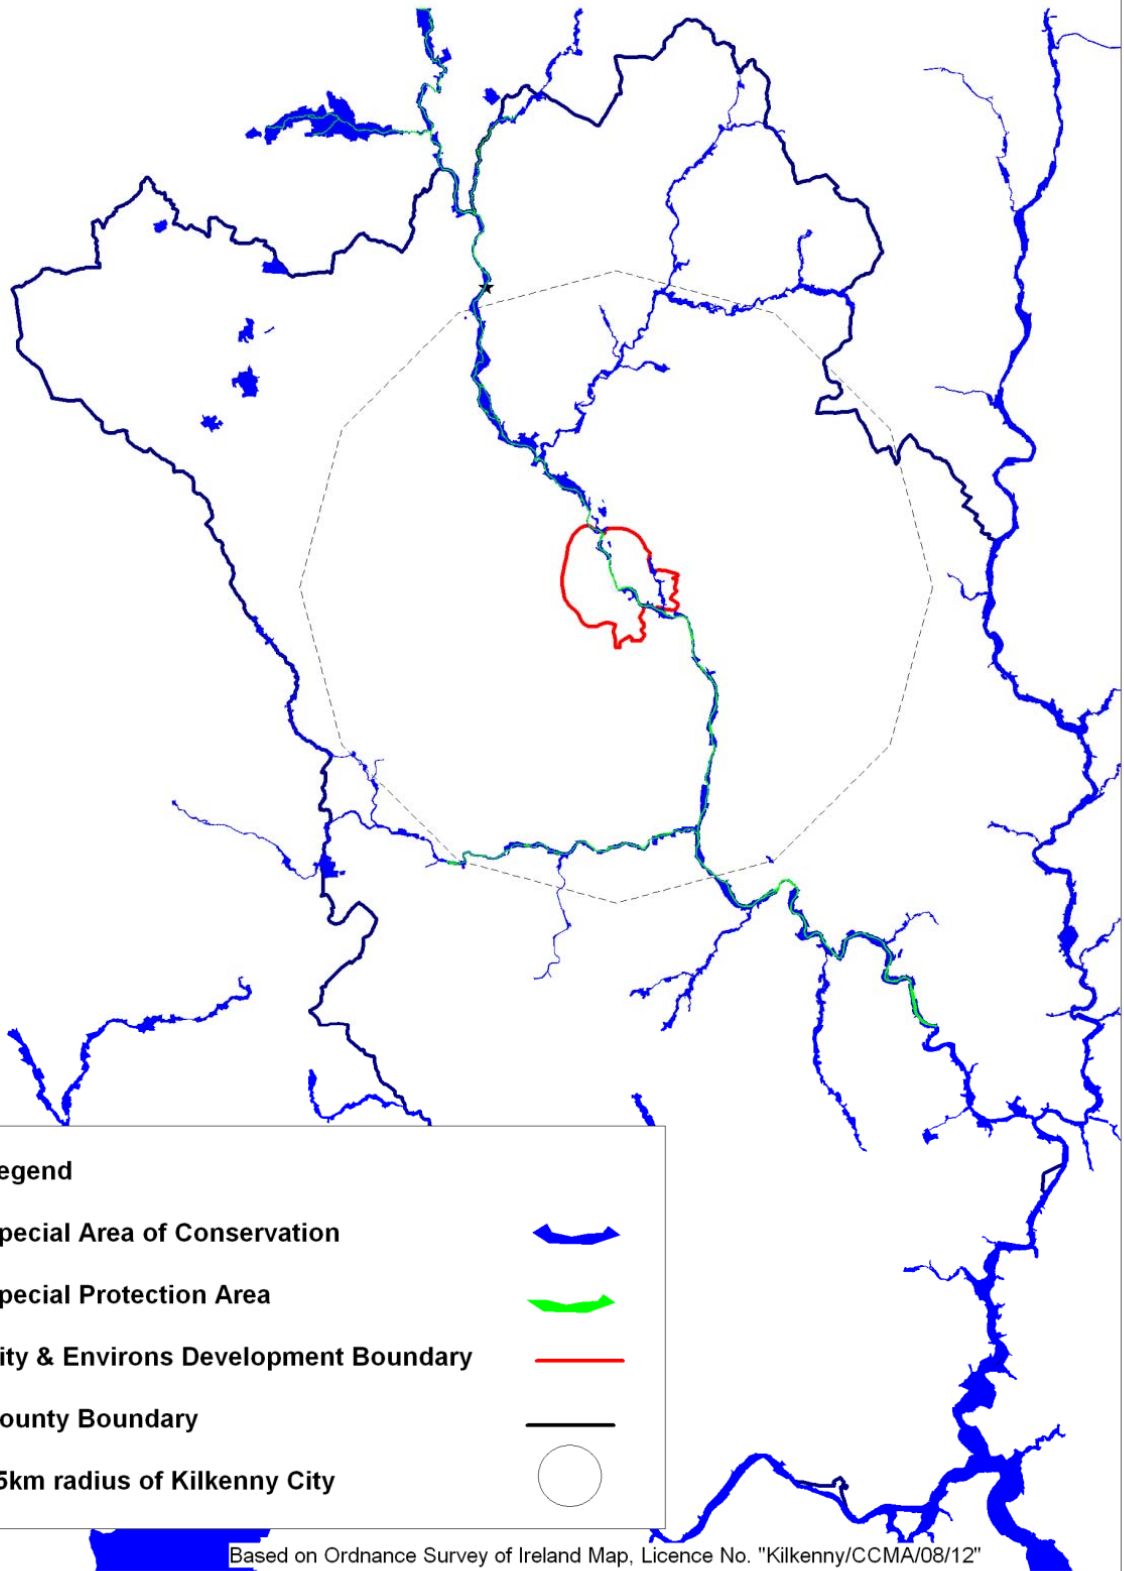 egend
pecial Area of Conservation
pecial Protection Area
ity & Environs Development Boundary
ounty Boundary
5km radius of Kilkenny City
Based on Ordnance Survey of Ireland Map, Licence No. "Kilkenny/CCMA/08/12"